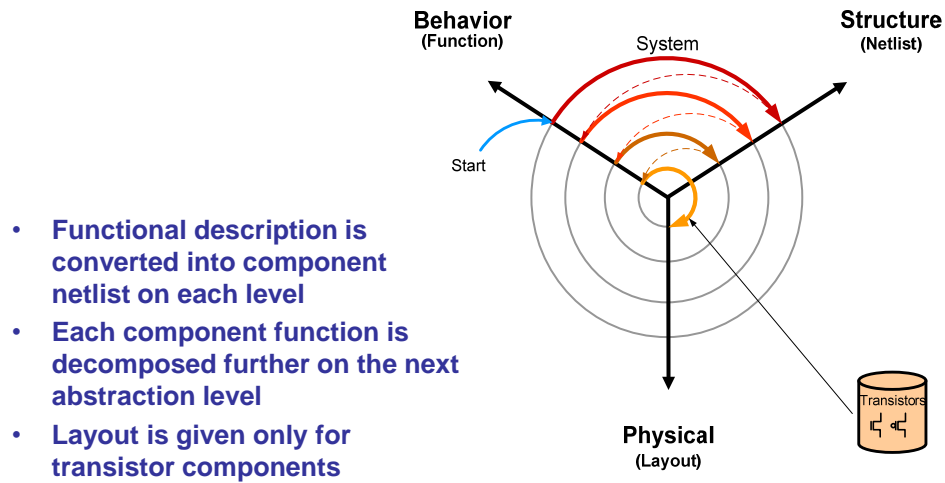 Behavior
(Function)
Structure
(Netlist)
System
Start
• Functional description is
converted into component
netlist on each level
• Each component function is
decomposed further on the next
abstraction level
• Layout is given only for
transistor components
Transistors
Physical
(Layout)